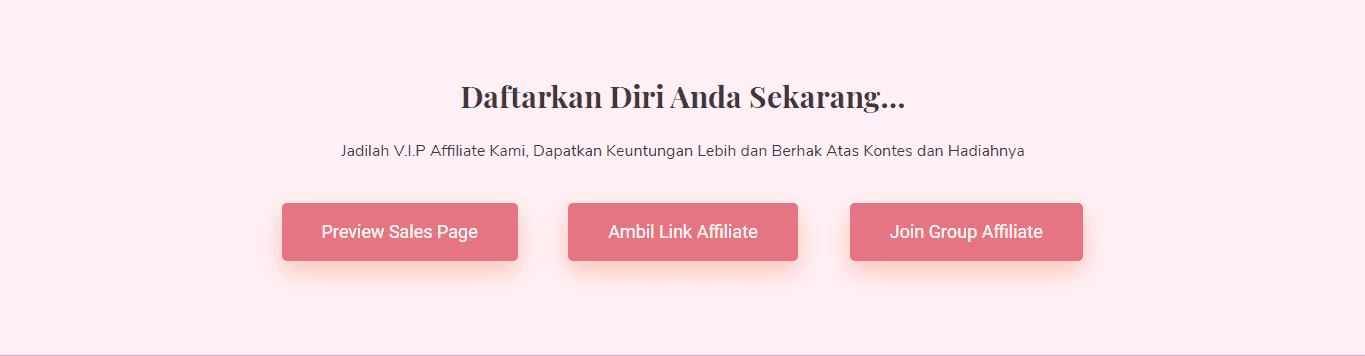 Daftarkan Diri Anda Sekarang...
Jadilah V.I.P Affiliate Kami, Dapatkan Keuntungan Lebih dan Berhak Atas Kontes dan Hadiahnya
Preview Sales Page
Ambil Link Affiliate
Join Group Affiliate